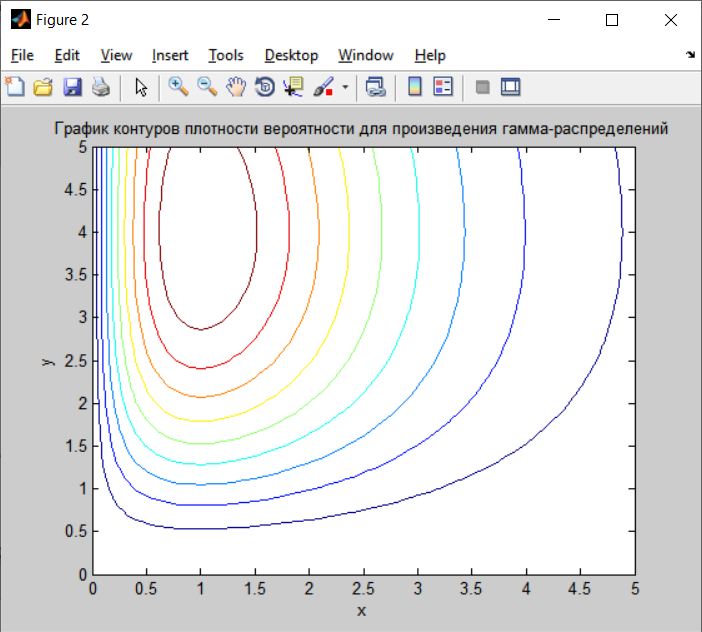 Figure 2
File Edit View Insert Tools Desktop Window Help
График контуров плотности вероятности для произведения гамма-распределений
5
4.5
4
3.5
3
2.5
2
1.5
1
0.5
0
y
0 0.5 1 1.5 2 2.5 3 3.5 4 4.5 5
x